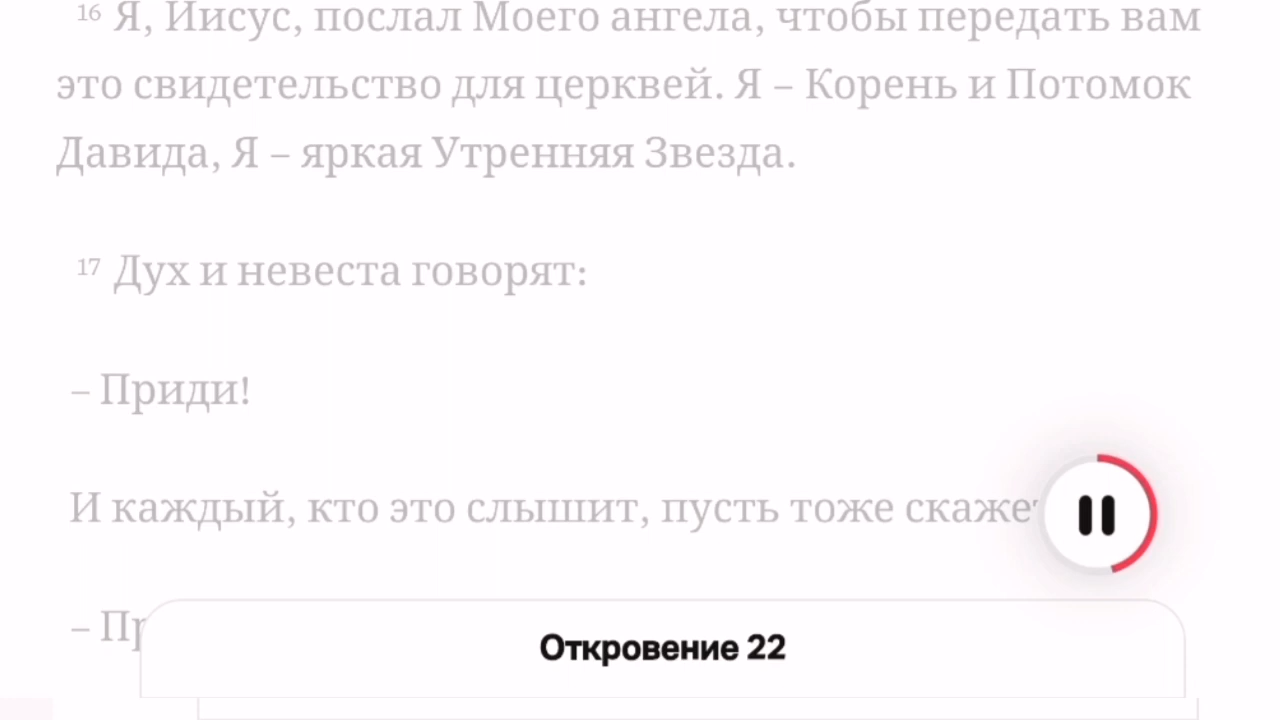 16 Я, Иисус, послал Моего ангела, чтобы передать вам
это свидетельство для церквей. Я – Корень и Потомок
Давида, Я – яркая Утренняя Звезда.
17 Дух и невеста говорят:
– Приди!
И каждый, кто это слышит, пусть тоже скажет
–
Откровение 22